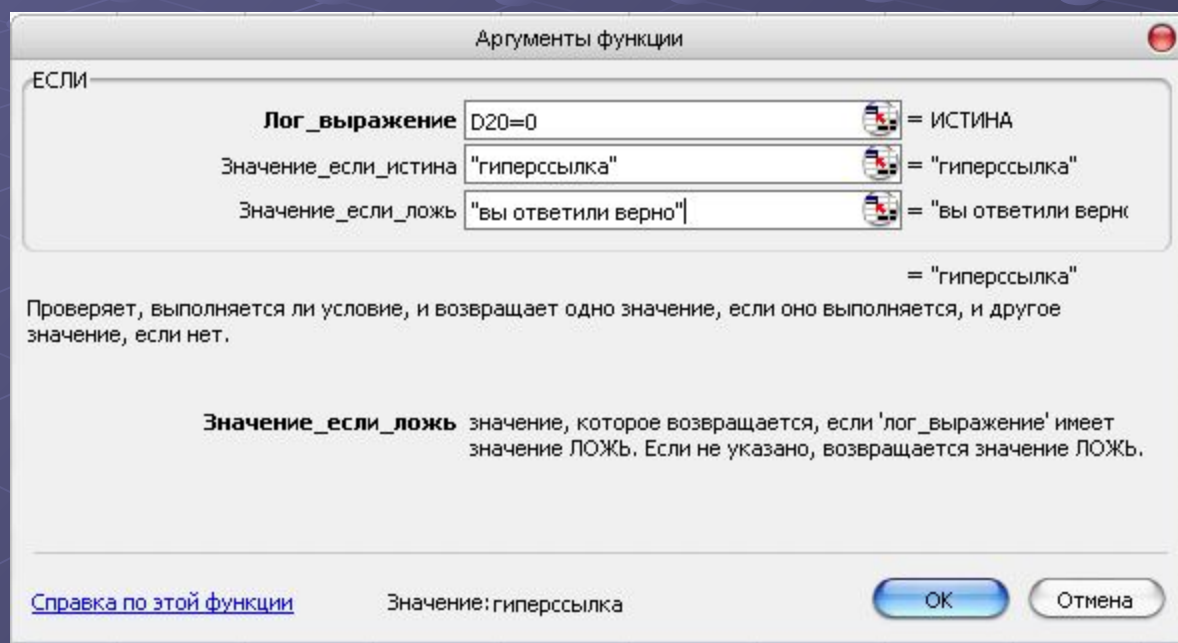 Аргументы функции
ЕСЛИ
Лог_выражение D20=0 = ИСТИНА
Значение_если_истина "гиперссылка" = "гиперссылка"
Значение_если_ложь "вы ответили верно" = "вы ответили верн
= "гиперссылка"
Проверяет, выполняется ли условие, и возвращает одно значение, если оно выполняется, и другое
значение, если нет.
Значение_если_ложь значение, которое возвращается, если 'лог_выражение' имеет
значение ЛОЖЬ. Если не указано, возвращается значение ЛОЖЬ.
Справка по этой функции Значение: гиперссылка OK Отмена